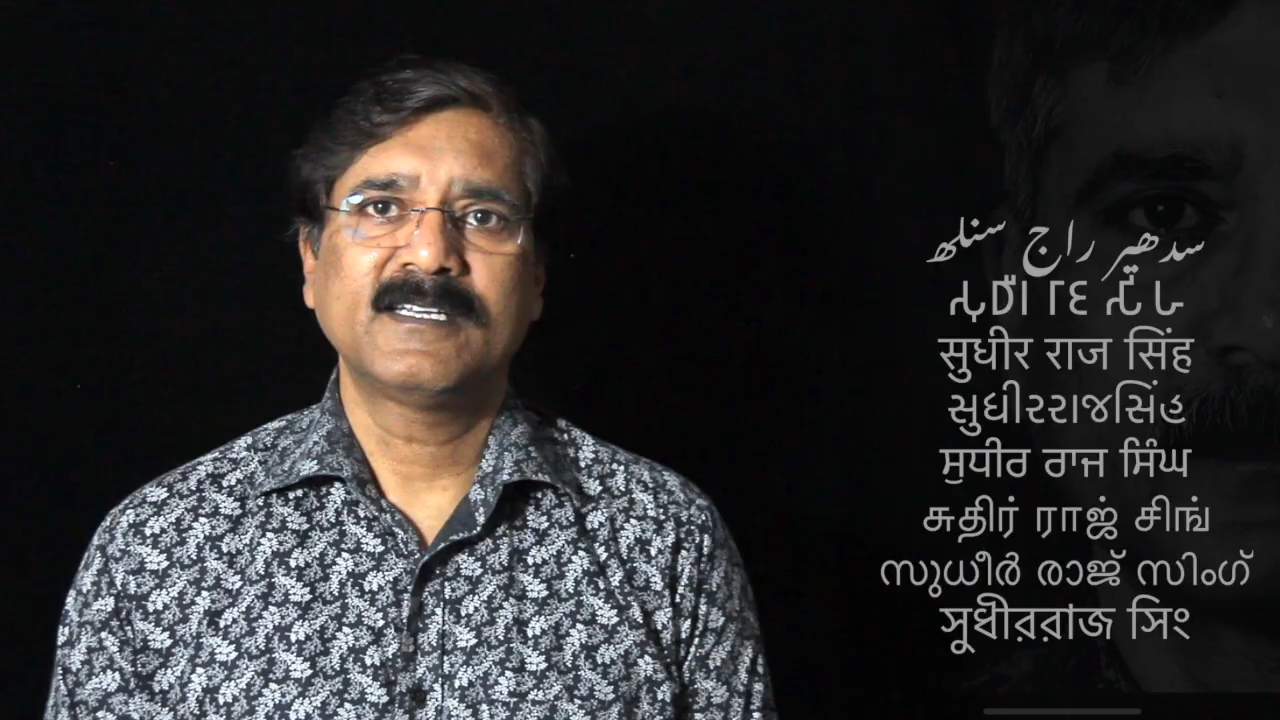 سدھیر راج سنلھ
𑀲𑀼𑀥𑀻𑀭 𑀭𑀸𑀚 𑀲𑀺𑀁𑀳
सुधीर राज सिंह
સુધીરરાજસિંહ
ਸੁਧੀਰ ਰਾਜ ਸਿੰਘ
சுதீர் ராஜ் சிங்
സുധീർ രാജ് സിംഗ്
সুধীররাজ সিং